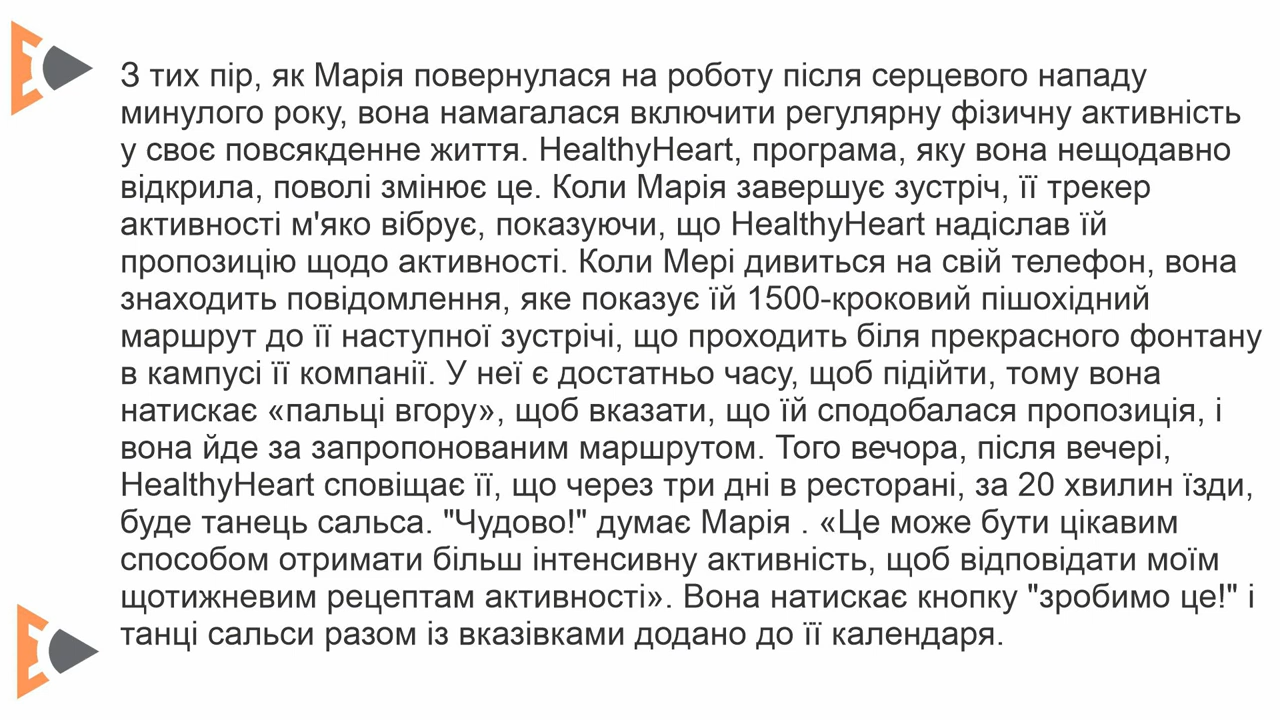 З тих пір, як Марія повернулася на роботу після серцевого нападу
минулого року, вона намагалася включити регулярну фізичну активність
у своє повсякденне життя. HealthyHeart, програма, яку вона нещодавно
відкрила, поволі змінює це. Коли Марія завершує зустріч, її трекер
активності м'яко вібрує, показуючи, що HealthyHeart надіслав їй
пропозицію щодо активності. Коли Мері дивиться на свій телефон, вона
знаходить повідомлення, яке показує їй 1500-кроковий пішохідний
маршрут до її наступної зустрічі, що проходить біля прекрасного фонтану
в кампусі її компанії. У неї є достатньо часу, щоб підійти, тому вона
натискає «пальці вгору», щоб вказати, що їй сподобалася пропозиція, і
вона йде за запропонованим маршрутом. Того вечора, після вечері,
HealthyHeart сповіщає її, що через три дні в ресторані, за 20 хвилин їзди,
буде танець сальса. "Чудово!" думає Марія . «Це може бути цікавим
способом отримати більш інтенсивну активність, щоб відповідати моїм
щотижневим рецептам активності». Вона натискає кнопку "зробимо це!" і
танці сальси разом із вказівками додано до її календаря.